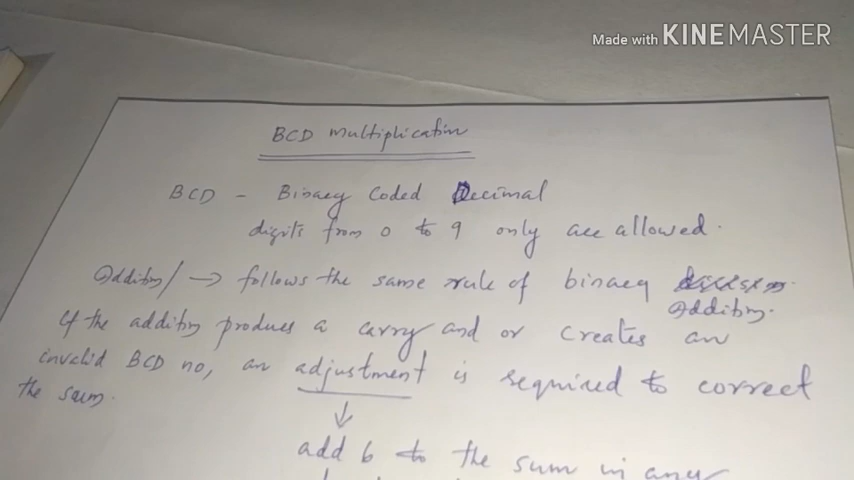 Made with KINEMASTER
BCD Multiplication
BCD - Binary Coded Decimal
digits from 0 to 9 only are allowed.
Addition/ → follows the same rule of binary
Addition.
If the addition produces a carry and or creates an
invalid BCD no, an adjustment is required to correct
the sum.
↓
add 6 to the sum in any